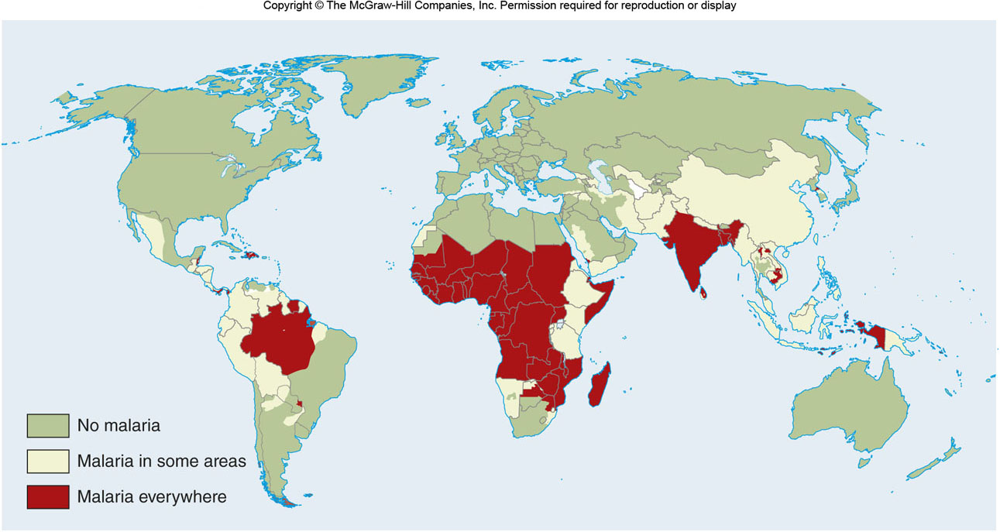 Copyright © The McGraw-Hill Companies, Inc. Permission required for reproduction or display
No malaria
Malaria in some areas
Malaria everywhere